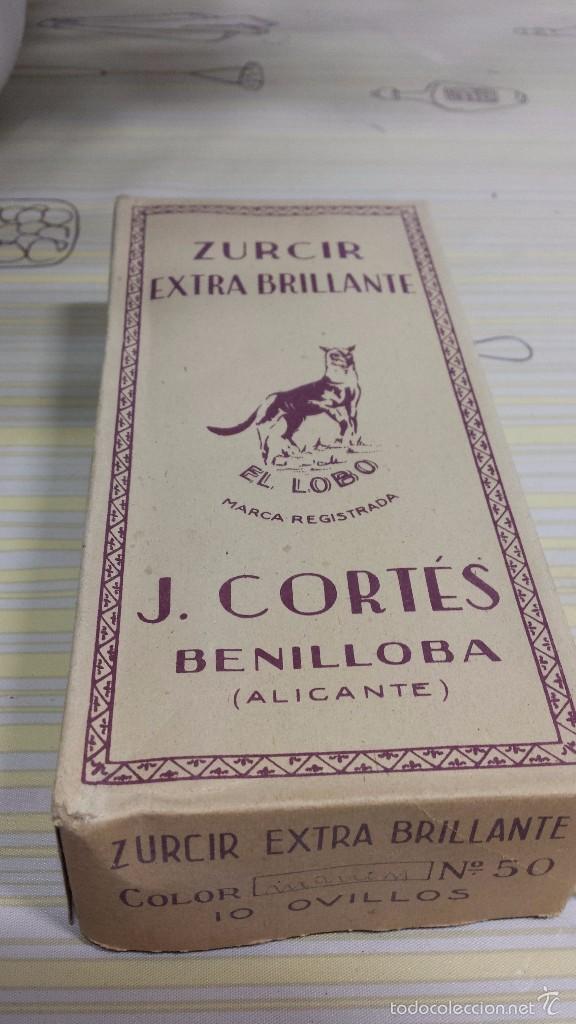 ZURCIR
EXTRA BRILLANTE
EL LOBO
MARCA REGISTRADA
J. CORTÉS
BENILLOBA
(ALICANTE)
ZURCIR EXTRA BRILLANTE
COLOR Nº 50
10 OVILLOS
todocoleccion.net